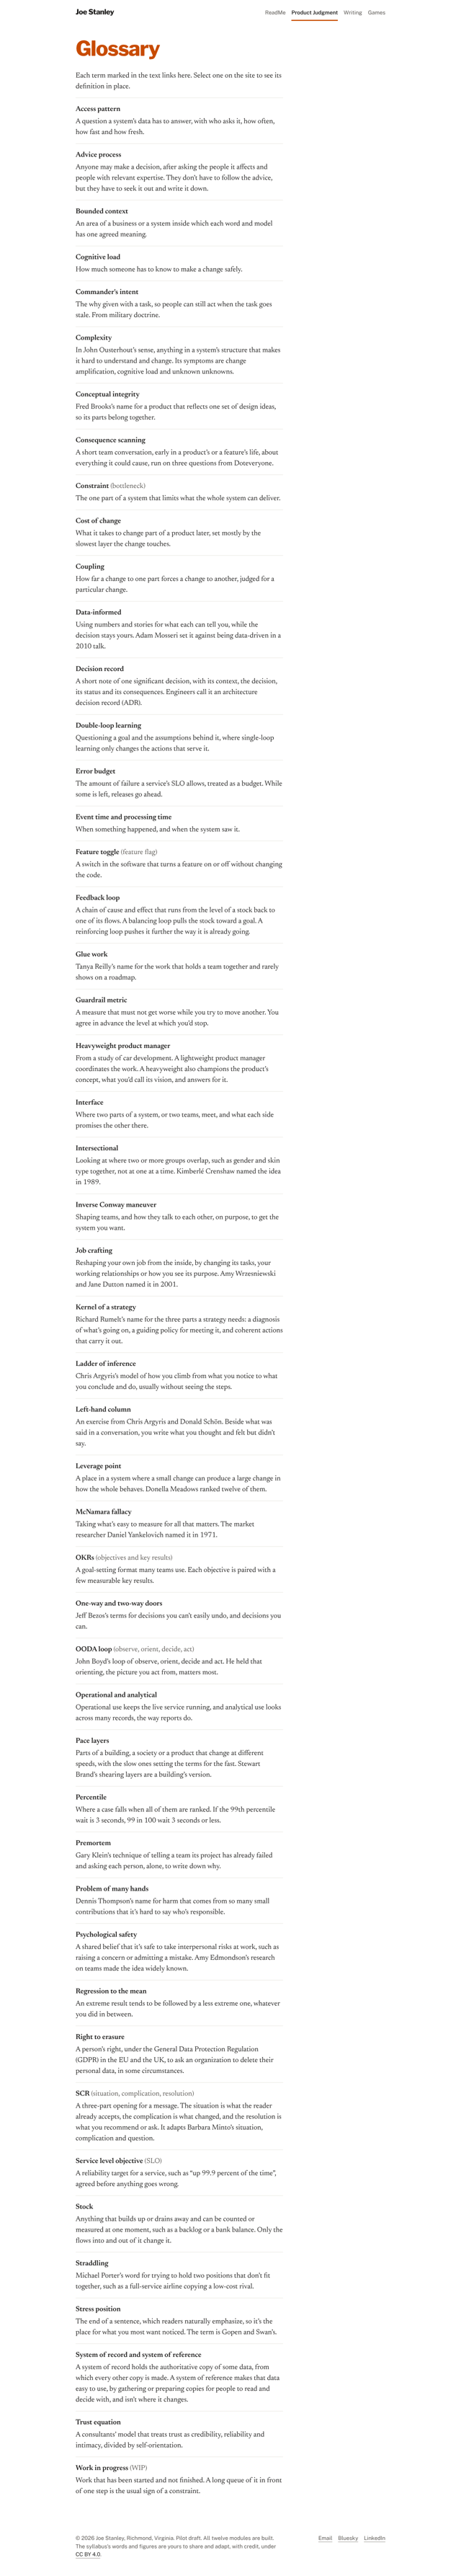 Joe Stanley
ReadMe Product Judgment Writing Games
Glossary
Each term marked in the text links here. Select one on the site to see its
definition in place.
Access pattern
A question a system's data has to answer, with who asks it, how often,
how fast and how fresh.
Advice process
Anyone may make a decision, after asking the people it affects and
people with relevant expertise. They don't have to follow the advice,
but they have to seek it out and write it down.
Bounded context
An area of a business or a system inside which each word and model
has one agreed meaning.
Cognitive load
How much someone has to know to make a change safely.
Commander's intent
The why given with a task, so people can still act when the task goes
stale. From military doctrine.
Complexity
In John Ousterhout's sense, anything in a system's structure that makes
it hard to understand and change. Its symptoms are change
amplification, cognitive load and unknown unknowns.
Conceptual integrity
Fred Brooks's name for a product that reflects one set of design ideas,
so its parts belong together.
Consequence scanning
A short team conversation, early in a product's or a feature's life, about
everything it could cause, run on three questions from Doteveryone.
Constraint (bottleneck)
The one part of a system that limits what the whole system can deliver.
Cost of change
What it takes to change part of a product later, set mostly by the
slowest layer the change touches.
Coupling
How far a change to one part forces a change to another, judged for a
particular change.
Data-informed
Using numbers and stories for what each can tell you, while the
decision stays yours. Adam Mosseri set it against being data-driven in a
2010 talk.
Decision record
A short note of one significant decision, with its context, the decision,
its status and its consequences. Engineers call it an architecture
decision record (ADR).
Double-loop learning
Questioning a goal and the assumptions behind it, where single-loop
learning only changes the actions that serve it.
Error budget
The amount of failure a service's SLO allows, treated as a budget. While
some is left, releases go ahead.
Event time and processing time
When something happened, and when the system saw it.
Feature toggle (feature flag)
A switch in the software that turns a feature on or off without changing
the code.
Feedback loop
A chain of cause and effect that runs from the level of a stock back to
one of its flows. A balancing loop pulls the stock toward a goal. A
reinforcing loop pushes it further the way it is already going.
Glue work
Tanya Reilly's name for the work that holds a team together and rarely
shows on a roadmap.
Guardrail metric
A measure that must not get worse while you try to move another. You
agree in advance the level at which you'd stop.
Heavyweight product manager
From a study of car development. A lightweight product manager
coordinates the work. A heavyweight also champions the product's
concept, what you'd call its vision, and answers for it.
Interface
Where two parts of a system, or two teams, meet, and what each side
promises the other there.
Intersectional
Looking at where two or more groups overlap, such as gender and skin
type together, not at one at a time. Kimberlé Crenshaw named the idea
in 1989.
Inverse Conway maneuver
Shaping teams, and how they talk to each other, on purpose, to get the
system you want.
Job crafting
Reshaping your own job from the inside, by changing its tasks, your
working relationships or how you see its purpose. Amy Wrzesniewski
and Jane Dutton named it in 2001.
Kernel of a strategy
Richard Rumelt's name for the three parts a strategy needs: a diagnosis
of what's going on, a guiding policy for meeting it, and coherent actions
that carry it out.
Ladder of inference
Chris Argyris's model of how you climb from what you notice to what
you conclude and do, usually without seeing the steps.
Left-hand column
An exercise from Chris Argyris and Donald Schön. Beside what was
said in a conversation, you write what you thought and felt but didn't
say.
Leverage point
A place in a system where a small change can produce a large change in
how the whole behaves. Donella Meadows ranked twelve of them.
McNamara fallacy
Taking what's easy to measure for all that matters. The market
researcher Daniel Yankelovich named it in 1971.
OKRs (objectives and key results)
A goal-setting format many teams use. Each objective is paired with a
few measurable key results.
One-way and two-way doors
Jeff Bezos's terms for decisions you can't easily undo, and decisions you
can.
OODA loop (observe, orient, decide, act)
John Boyd's loop of observe, orient, decide and act. He held that
orienting, the picture you act from, matters most.
Operational and analytical
Operational use keeps the live service running, and analytical use looks
across many records, the way reports do.
Pace layers
Parts of a building, a society or a product that change at different
speeds, with the slow ones setting the terms for the fast. Stewart
Brand's shearing layers are a building's version.
Percentile
Where a case falls when all of them are ranked. If the 99th percentile
wait is 3 seconds, 99 in 100 wait 3 seconds or less.
Premortem
Gary Klein's technique of telling a team its project has already failed
and asking each person, alone, to write down why.
Problem of many hands
Dennis Thompson's name for harm that comes from so many small
contributions that it's hard to say who's responsible.
Psychological safety
A shared belief that it's safe to take interpersonal risks at work, such as
raising a concern or admitting a mistake. Amy Edmondson's research
on teams made the idea widely known.
Regression to the mean
An extreme result tends to be followed by a less extreme one, whatever
you did in between.
Right to erasure
A person's right, under the General Data Protection Regulation
(GDPR) in the EU and the UK, to ask an organization to delete their
personal data, in some circumstances.
SCR (situation, complication, resolution)
A three-part opening for a message. The situation is what the reader
already accepts, the complication is what changed, and the resolution is
what you recommend or ask. It adapts Barbara Minto's situation,
complication and question.
Service level objective (SLO)
A reliability target for a service, such as “up 99.9 percent of the time”,
agreed before anything goes wrong.
Stock
Anything that builds up or drains away and can be counted or
measured at one moment, such as a backlog or a bank balance. Only the
flows into and out of it change it.
Straddling
Michael Porter's word for trying to hold two positions that don't fit
together, such as a full-service airline copying a low-cost rival.
Stress position
The end of a sentence, which readers naturally emphasize, so it's the
place for what you most want noticed. The term is Gopen and Swan's.
System of record and system of reference
A system of record holds the authoritative copy of some data, from
which every other copy is made. A system of reference makes that data
easy to use, by gathering or preparing copies for people to read and
decide with, and isn't where it changes.
Trust equation
A consultants' model that treats trust as credibility, reliability and
intimacy, divided by self-orientation.
Work in progress (WIP)
Work that has been started and not finished. A long queue of it in front
of one step is the usual sign of a constraint.
© 2026 Joe Stanley, Richmond, Virginia. Pilot draft. All twelve modules are built.
The syllabus's words and figures are yours to share and adapt, with credit, under
CC BY 4.0.
Email Bluesky LinkedIn